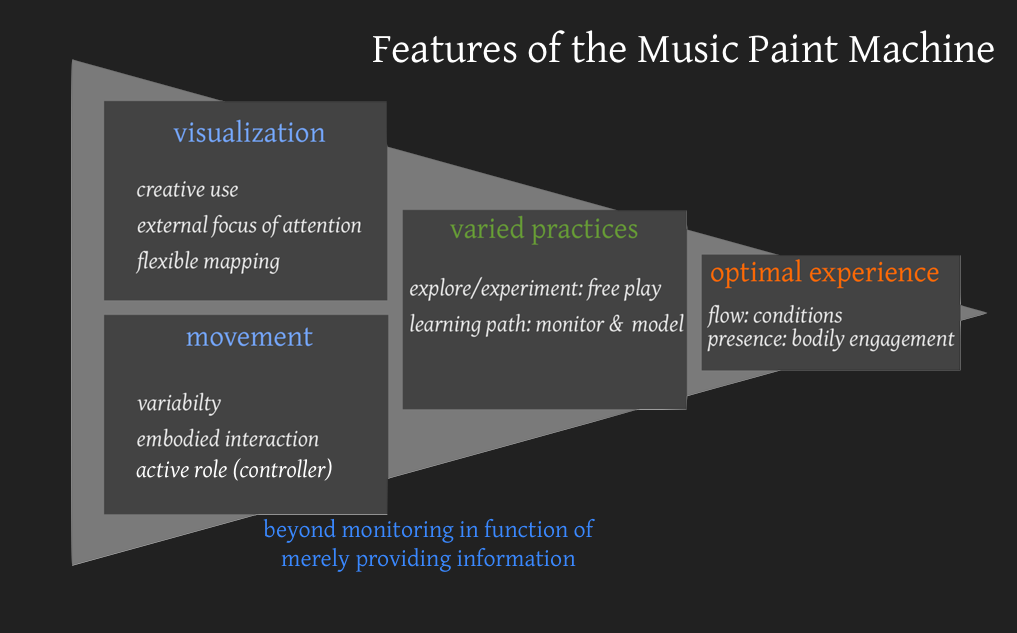 Features of the Music Paint Machine
visualization
creative use
external focus of attention
flexible mapping
movement
variabilty
embodied interaction
active role (controller)
varied practices
explore/experiment: free play
learning path: monitor & model
optimal experience
flow: conditions
presence: bodily engagement
beyond monitoring in function of
merely providing information